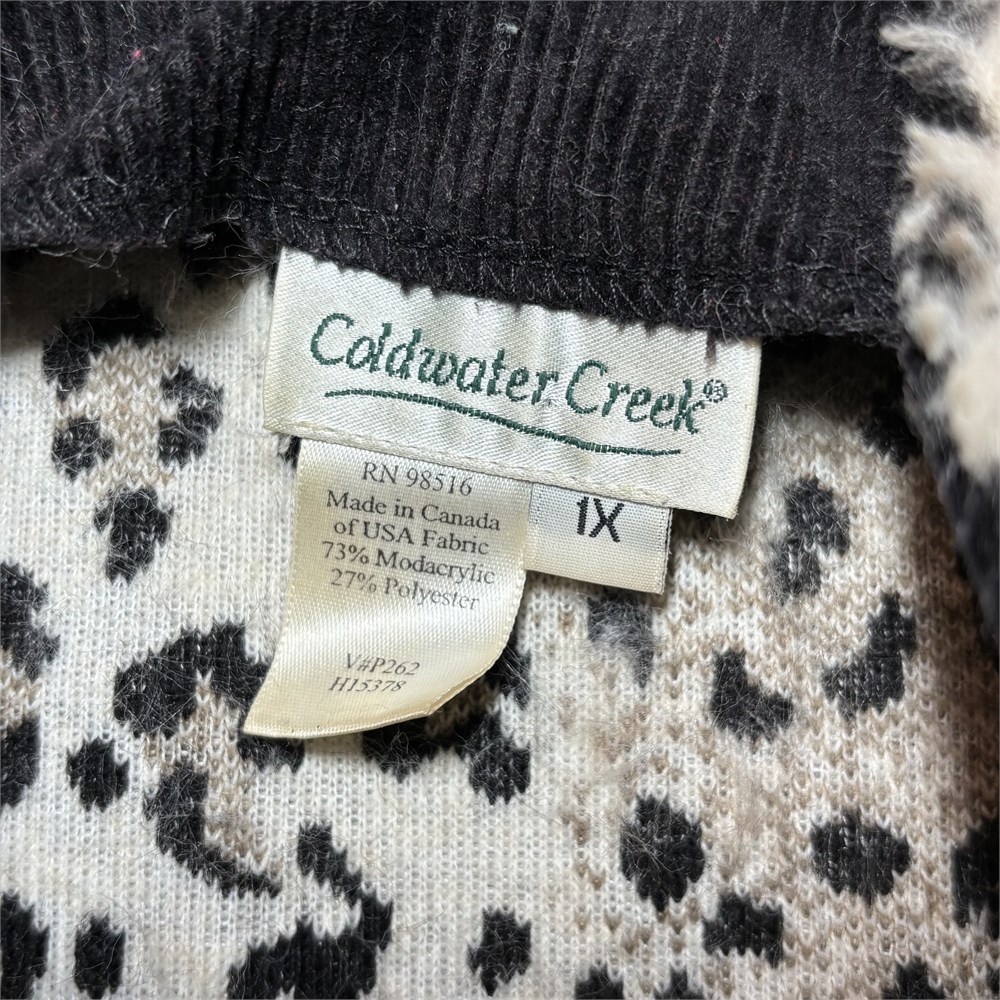 Coldwater Creek®
RN 98516
Made in Canada
of USA Fabric
73% Modacrylic
27% Polyester
V#P262
H15378
1X